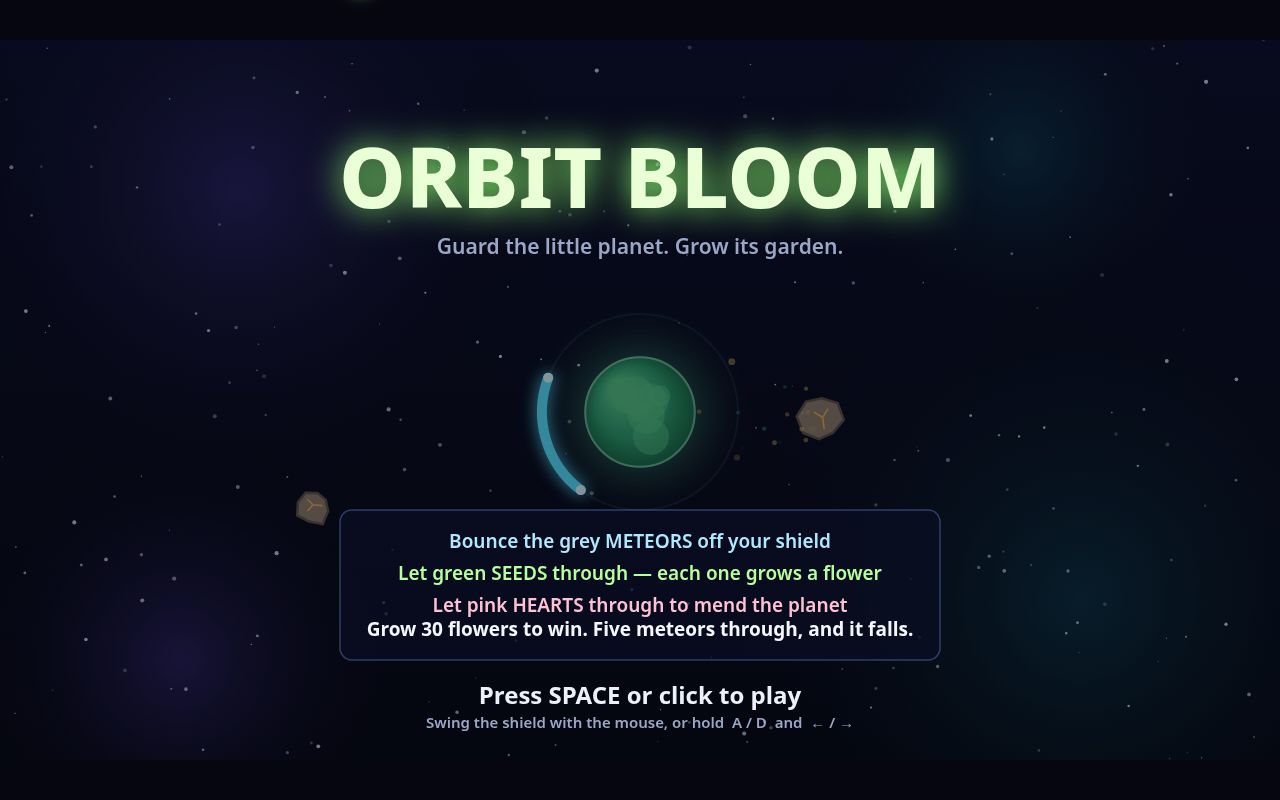 ORBIT BLOOM
Guard the little planet. Grow its garden.
Bounce the grey METEORS off your shield
Let green SEEDS through — each one grows a flower
Let pink HEARTS through to mend the planet
Grow 30 flowers to win. Five meteors through, and it falls.
Press SPACE or click to play
Swing the shield with the mouse, or hold A / D and ← / →